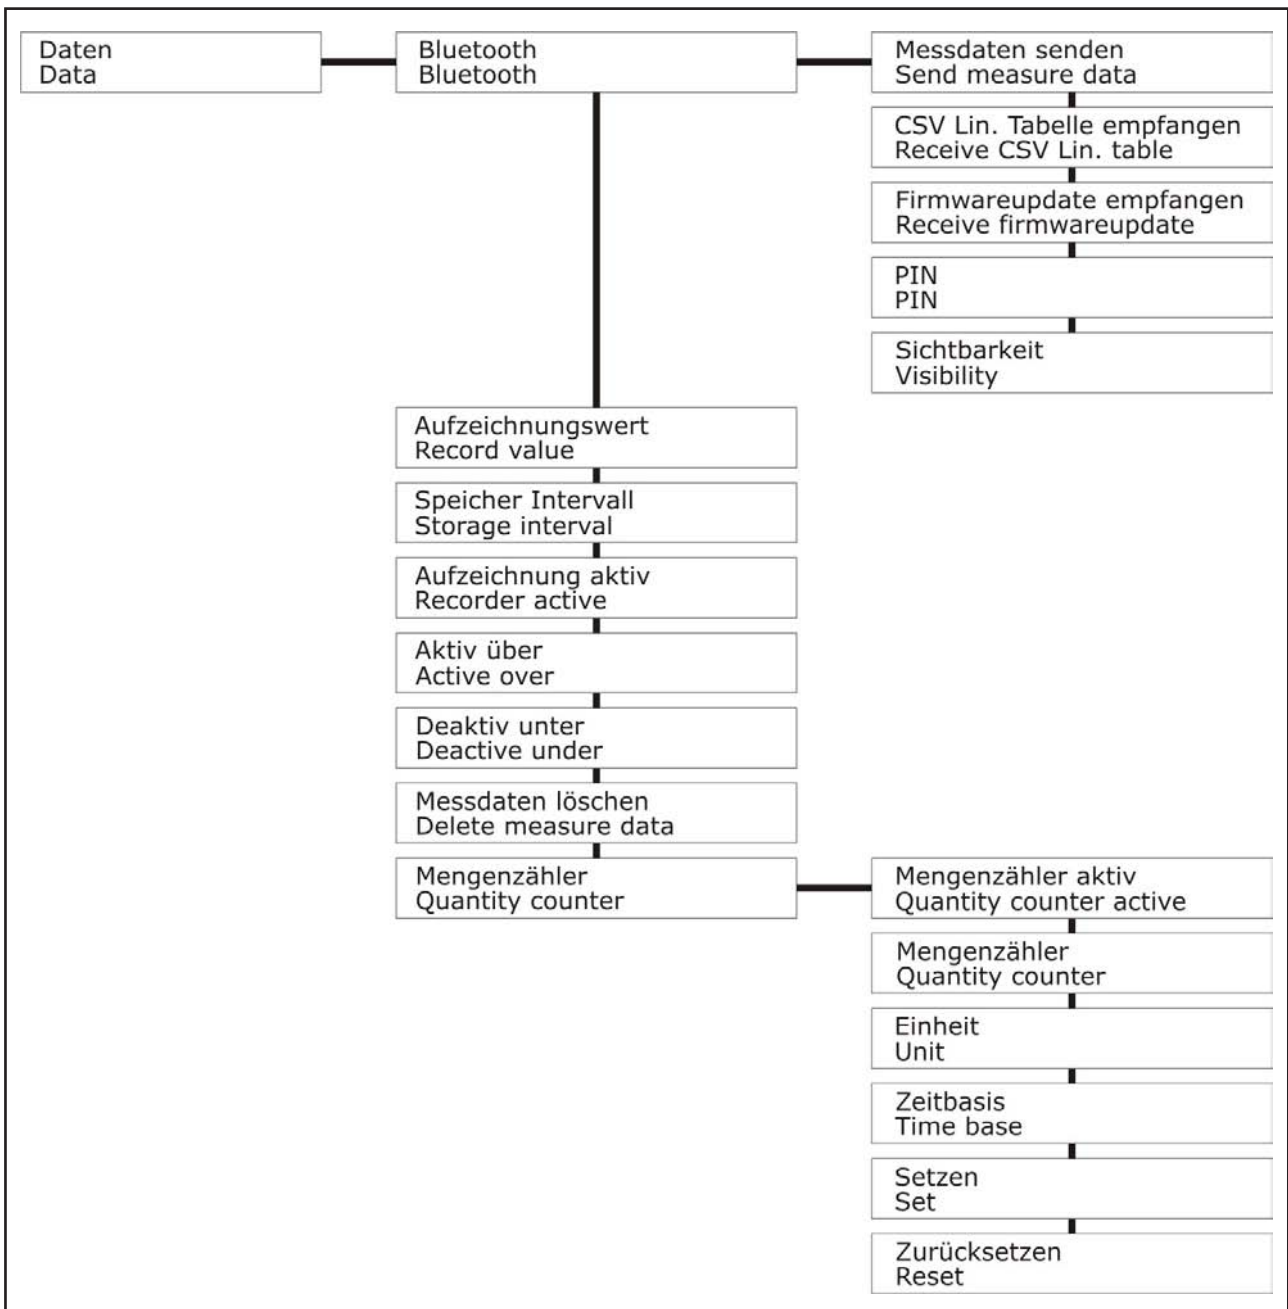 Daten
Data
Bluetooth
Bluetooth
Messdaten senden
Send measure data
CSV Lin. Tabelle empfangen
Receive CSV Lin. table
Firmwareupdate empfangen
Receive firmwareupdate
PIN
PIN
Sichtbarkeit
Visibility
Aufzeichnungswert
Record value
Speicher Intervall
Storage interval
Aufzeichnung aktiv
Recorder active
Aktiv über
Active over
Deaktiv unter
Deactive under
Messdaten löschen
Delete measure data
Mengenzähler
Quantity counter
Mengenzähler aktiv
Quantity counter active
Mengenzähler
Quantity counter
Einheit
Unit
Zeitbasis
Time base
Setzen
Set
Zurücksetzen
Reset